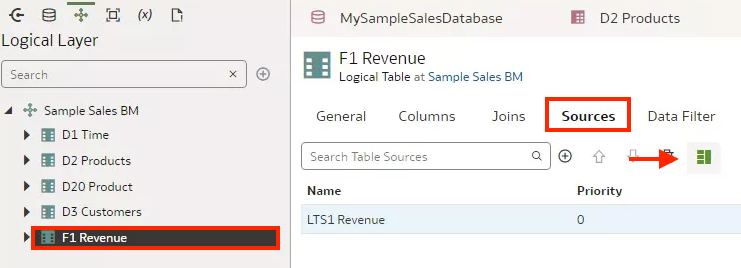 Logical Layer
Search
Sample Sales BM
D1 Time
D2 Products
D20 Product
D3 Customers
F1 Revenue
MySampleSalesDatabase
D2 Products
F1 Revenue
Logical Table at Sample Sales BM
General Columns Joins Sources Data Filter
Search Table Sources
Name Priority
LTS1 Revenue 0